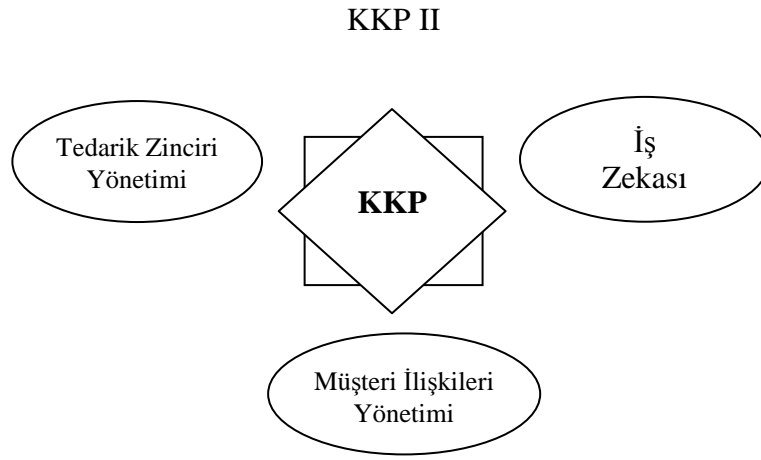 KKP II
Tedarik Zinciri
Yönetimi
KKP
İş
Zekası
Müşteri İlişkileri
Yönetimi